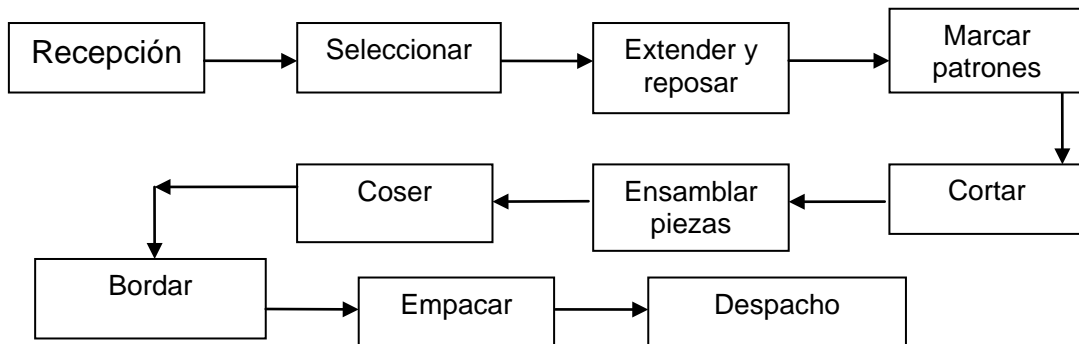 Recepción
Seleccionar
Extender y
reposar
Marcar
patrones
Cortar
Ensamblar
piezas
Coser
Bordar
Empacar
Despacho